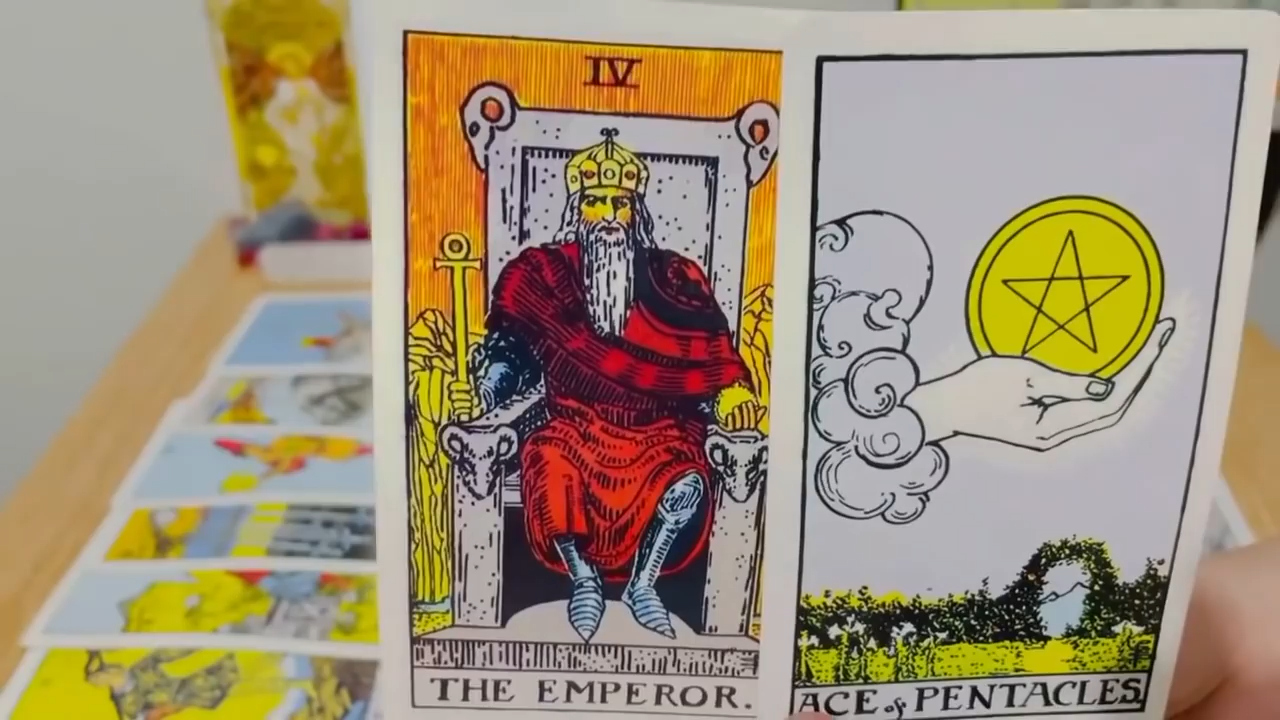 IV
THE EMPEROR.
ACE of PENTACLES